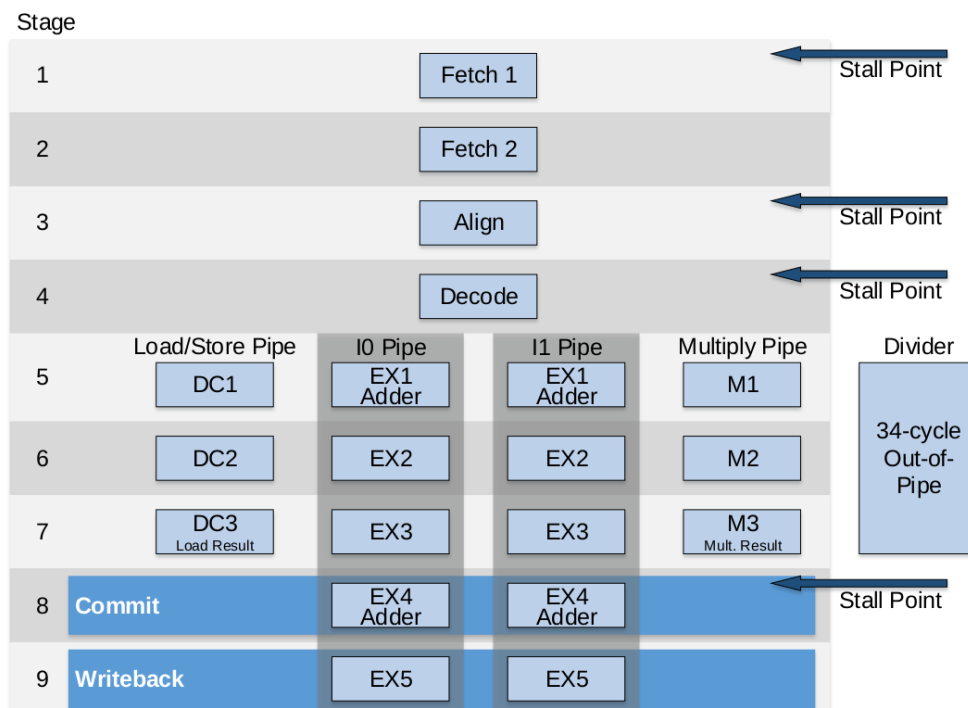 Stage
1
Fetch 1
Stall Point
2
Fetch 2
3
Align
Stall Point
4
Decode
Stall Point
Load/Store Pipe
I0 Pipe
I1 Pipe
Multiply Pipe
Divider
5
DC1
EX1
Adder
EX1
Adder
M1
34-cycle
Out-of-
Pipe
6
DC2
EX2
EX2
M2
7
DC3
Load Result
EX3
EX3
M3
Mult. Result
8
Commit
EX4
Adder
EX4
Adder
Stall Point
9
Writeback
EX5
EX5